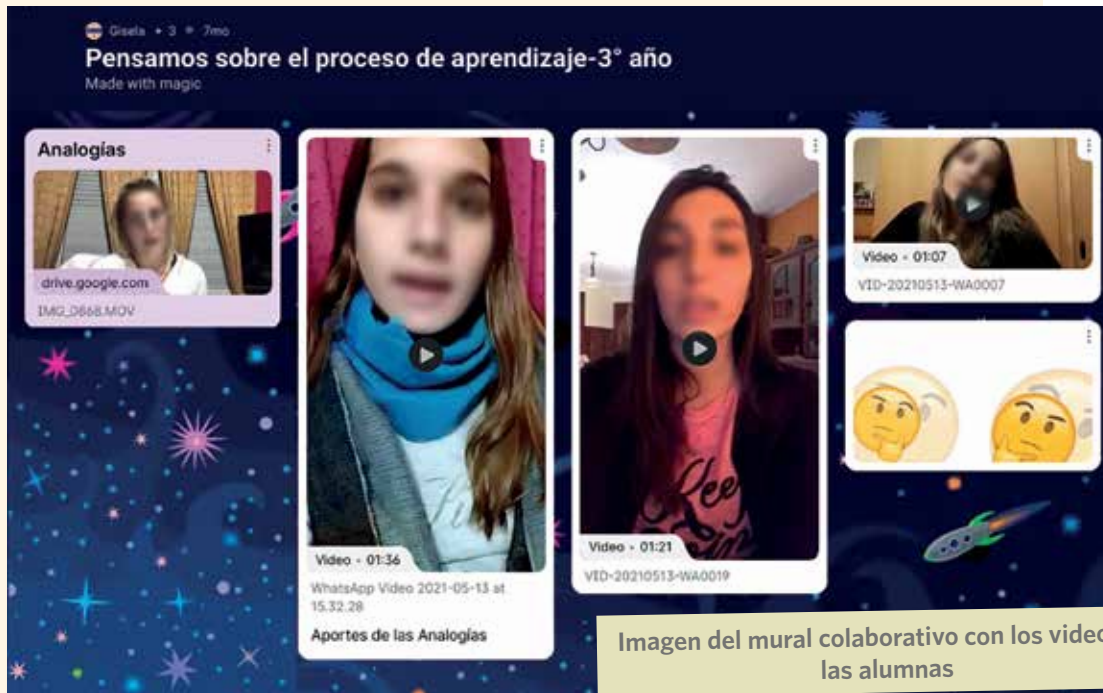 Gisela • 3 • 7mo
Pensamos sobre el proceso de aprendizaje-3° año
Made with magic
Analogías
drive.google.com
IMG_0868.MOV
Video • 01:36
WhatsApp Video 2021-05-13 at
15.32.28
Aportes de las Analogías
Video • 01:21
VID-20210513-WA0019
Video • 01:07
VID-20210513-WA0007
Imagen del mural colaborativo con los video
las alumnas